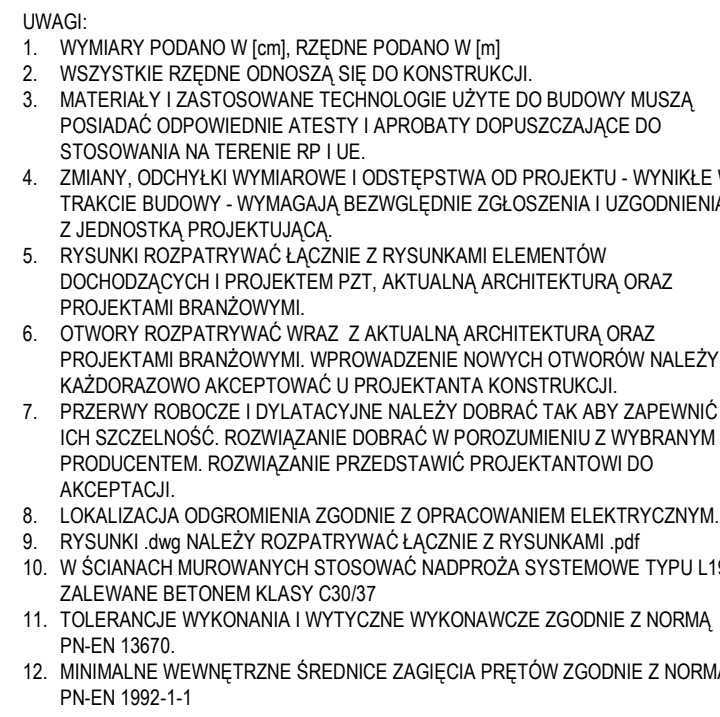 UWAGI:
1. WYMIARY PODANO W [cm], RZĘDNE PODANO W [m]
2. WSZYSTKIE RZĘDNE ODNOSZĄ SIĘ DO KONSTRUKCJI.
3. MATERIAŁY I ZASTOSOWANE TECHNOLOGIE UŻYTE DO BUDOWY MUSZĄ
POSIADAĆ ODPOWIEDNIE ATESTY I APROBATY DOPUSZCZAJĄCE DO
STOSOWANIA NA TERENIE RP I UE.
4. ZMIANY, ODCHYŁKI WYMIAROWE I ODSTĘPSTWA OD PROJEKTU - WYNIKŁE W
TRAKCIE BUDOWY - WYMAGAJĄ BEZWGLĘDNIE ZGŁOSZENIA I UZGODNIENIA
Z JEDNOSTKĄ PROJEKTUJĄCĄ.
5. RYSUNKI ROZPATRYWAĆ ŁĄCZNIE Z RYSUNKAMI ELEMENTÓW
DOCHODZĄCYCH I PROJEKTEM PZT, AKTUALNĄ ARCHITEKTURĄ ORAZ
PROJEKTAMI BRANŻOWYMI.
6. OTWORY ROZPATRYWAĆ WRAZ Z AKTUALNĄ ARCHITEKTURĄ ORAZ
PROJEKTAMI BRANŻOWYMI. WPROWADZENIE NOWYCH OTWORÓW NALEŻY
KAŻDORAZOWO AKCEPTOWAĆ U PROJEKTANTA KONSTRUKCJI.
7. PRZERWY ROBOCZE I DYLATACYJNE NALEŻY DOBRAĆ TAK ABY ZAPEWNIĆ
ICH SZCZELNOŚĆ. ROZWIĄZANIE DOBRAĆ W POROZUMIENIU Z WYBRANYM
PRODUCENTEM. ROZWIĄZANIE PRZEDSTAWIĆ PROJEKTANTOWI DO
AKCEPTACJI.
8. LOKALIZACJA ODGROMIENIA ZGODNIE Z OPRACOWANIEM ELEKTRYCZNYM.
9. RYSUNKI .dwg NALEŻY ROZPATRYWAĆ ŁĄCZNIE Z RYSUNKAMI .pdf
10. W ŚCIANACH MUROWANYCH STOSOWAĆ NADPROŻA SYSTEMOWE TYPU L19
ZALEWANE BETONEM KLASY C30/37
11. TOLERANCJE WYKONANIA I WYTYCZNE WYKONAWCZE ZGODNIE Z NORMĄ
PN-EN 13670.
12. MINIMALNE WEWNĘTRZNE ŚREDNICE ZAGIĘCIA PRĘTÓW ZGODNIE Z NORMĄ
PN-EN 1992-1-1